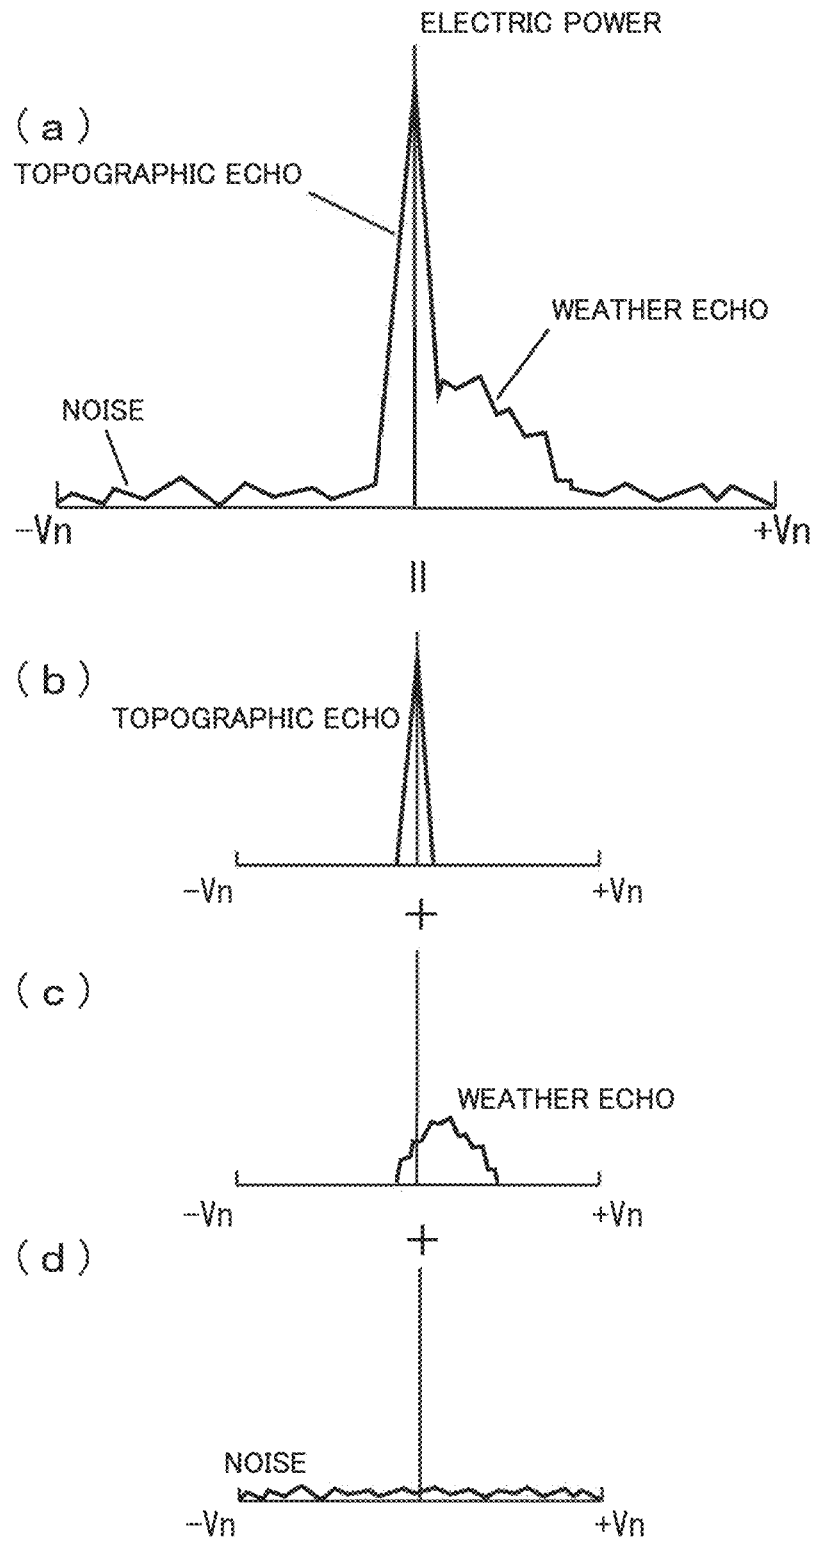 ELECTRIC POWER
(a)
TOPOGRAPHIC ECHO
WEATHER ECHO
NOISE
-Vn
+Vn
=
(b)
TOPOGRAPHIC ECHO
-Vn
+Vn
+
(c)
WEATHER ECHO
-Vn
+Vn
+
(d)
NOISE
-Vn
+Vn